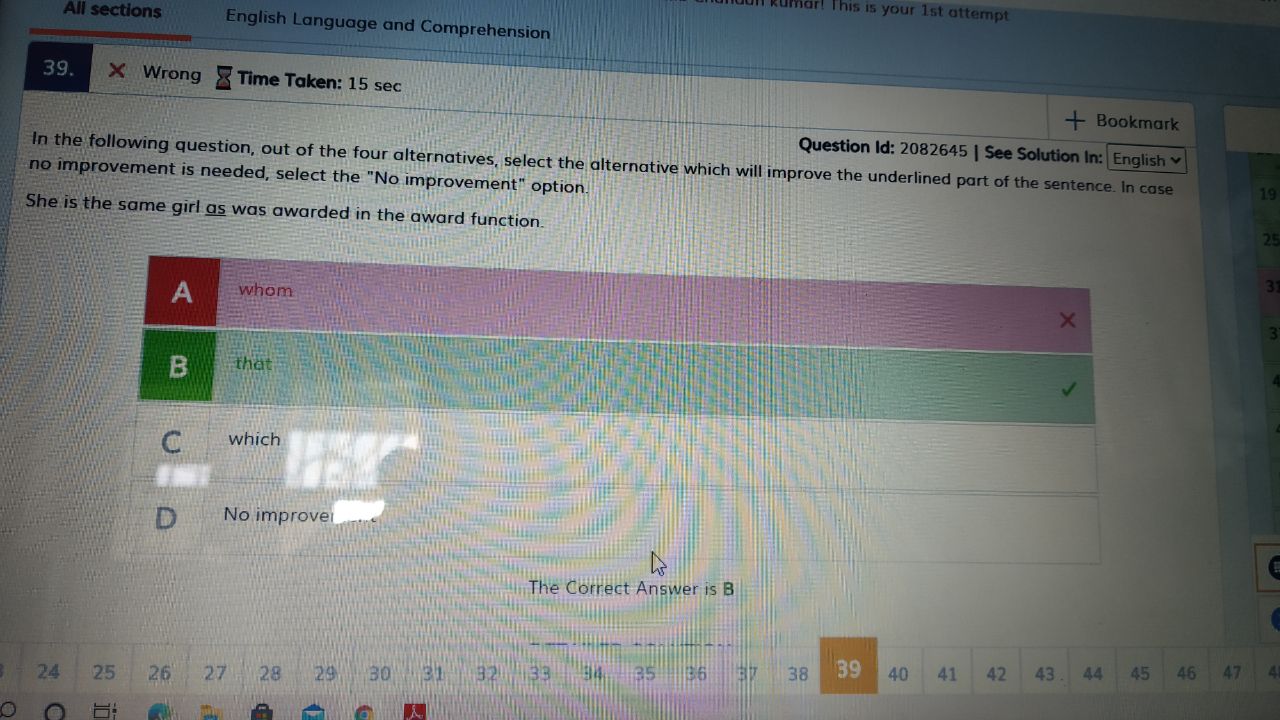 All sections
English Language and Comprehension
kumar! This is your 1st attempt
39.
Wrong
Time Taken: 15 sec
+ Bookmark
Question Id: 2082645 | See Solution In: English
In the following question, out of the four alternatives, select the alternative which will improve the underlined part of the sentence. In case
no improvement is needed, select the "No improvement" option.
She is the same girl as was awarded in the award function.
A whom
B that
C which
D No improve
The Correct Answer is B
24 25 26 27 28 29 30 31 32 33 34 35 36 37 38 39 40 41 42 43 44 45 46 47
19
25